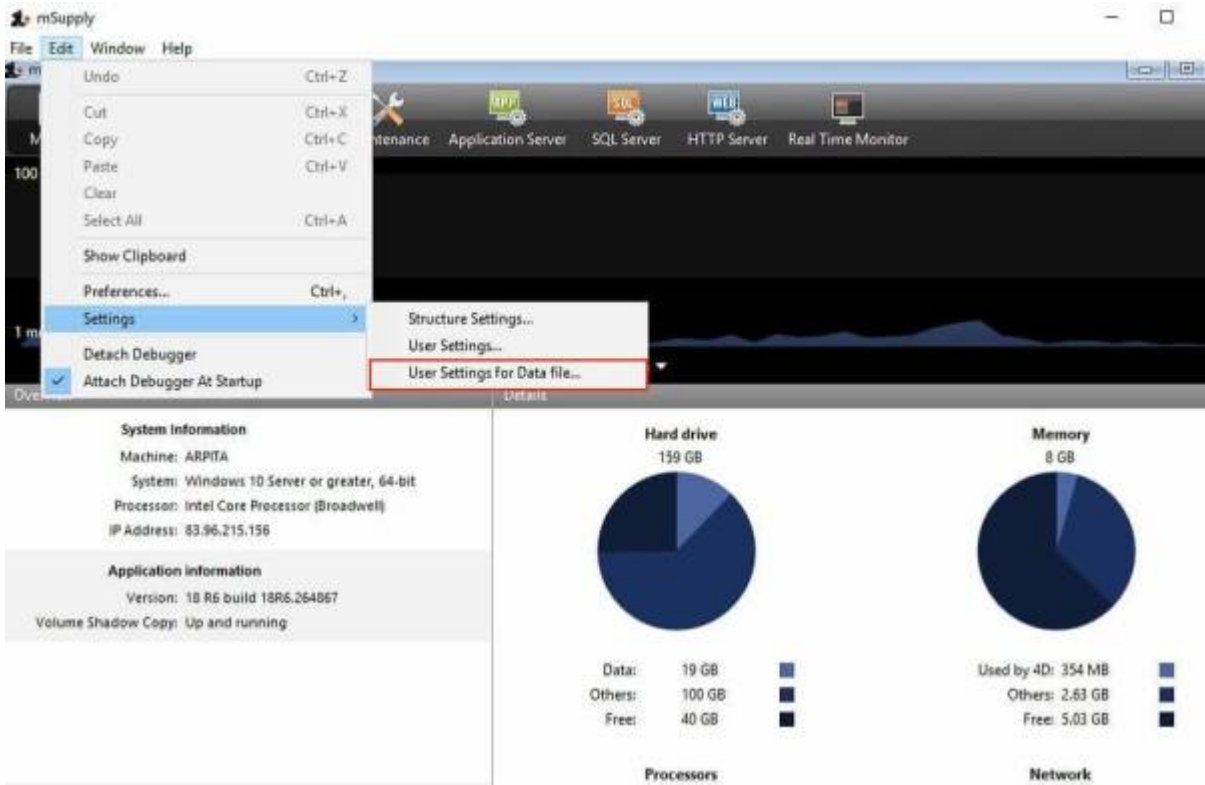 mSupply
File Edit Window Help
Undo Ctrl+Z
Cut Ctrl+X
Copy Ctrl+C
Paste Ctrl+V
Clear
Select All Ctrl+A
Show Clipboard
Preferences... Ctrl+,
Settings
Detach Debugger
Attach Debugger At Startup
Structure Settings...
User Settings...
User Settings for Data file...
Application Server SQL Server HTTP Server Real Time Monitor
100
Details
System Information
Machine: ARPITA
System: Windows 10 Server or greater, 64-bit
Processor: Intel Core Processor (Broadwell)
IP Address: 83.96.215.156
Application information
Version: 18 R6 build 18R6.264867
Volume Shadow Copy: Up and running
Hard drive
159 GB
Data: 19 GB
Others: 100 GB
Free: 40 GB
Memory
8 GB
Used by 4D: 354 MB
Others: 2.63 GB
Free: 5.03 GB
Processors
Network